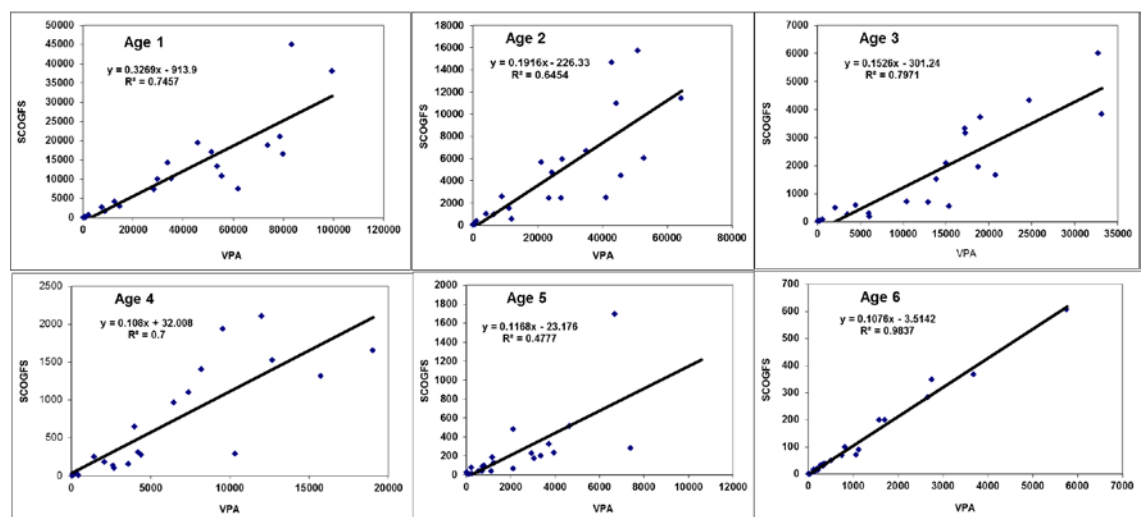 Age 1
y = 0.3269x - 913.9
R² = 0.7457
SCOGFS
50000
45000
40000
35000
30000
25000
20000
15000
10000
5000
0
0 20000 40000 60000 80000 100000 120000
VPA
Age 2
y = 0.1916x - 226.33
R² = 0.6454
SCOGFS
18000
16000
14000
12000
10000
8000
6000
4000
2000
0
0 20000 40000 60000 80000
VPA
Age 3
y = 0.1526x - 301.24
R² = 0.7971
SCOGFS
7000
6000
5000
4000
3000
2000
1000
0
0 5000 10000 15000 20000 25000 30000 35000
VPA
Age 4
y = 0.108x + 32.008
R² = 0.7
SCOGFS
2500
2000
1500
1000
500
0
0 5000 10000 15000 20000
VPA
Age 5
y = 0.1168x - 23.176
R² = 0.4777
SCOGFS
2000
1800
1600
1400
1200
1000
800
600
400
200
0
0 2000 4000 6000 8000 10000 12000
VPA
Age 6
y = 0.1076x - 3.5142
R² = 0.9837
SCOGFS
700
600
500
400
300
200
100
0
0 1000 2000 3000 4000 5000 6000 7000
VPA